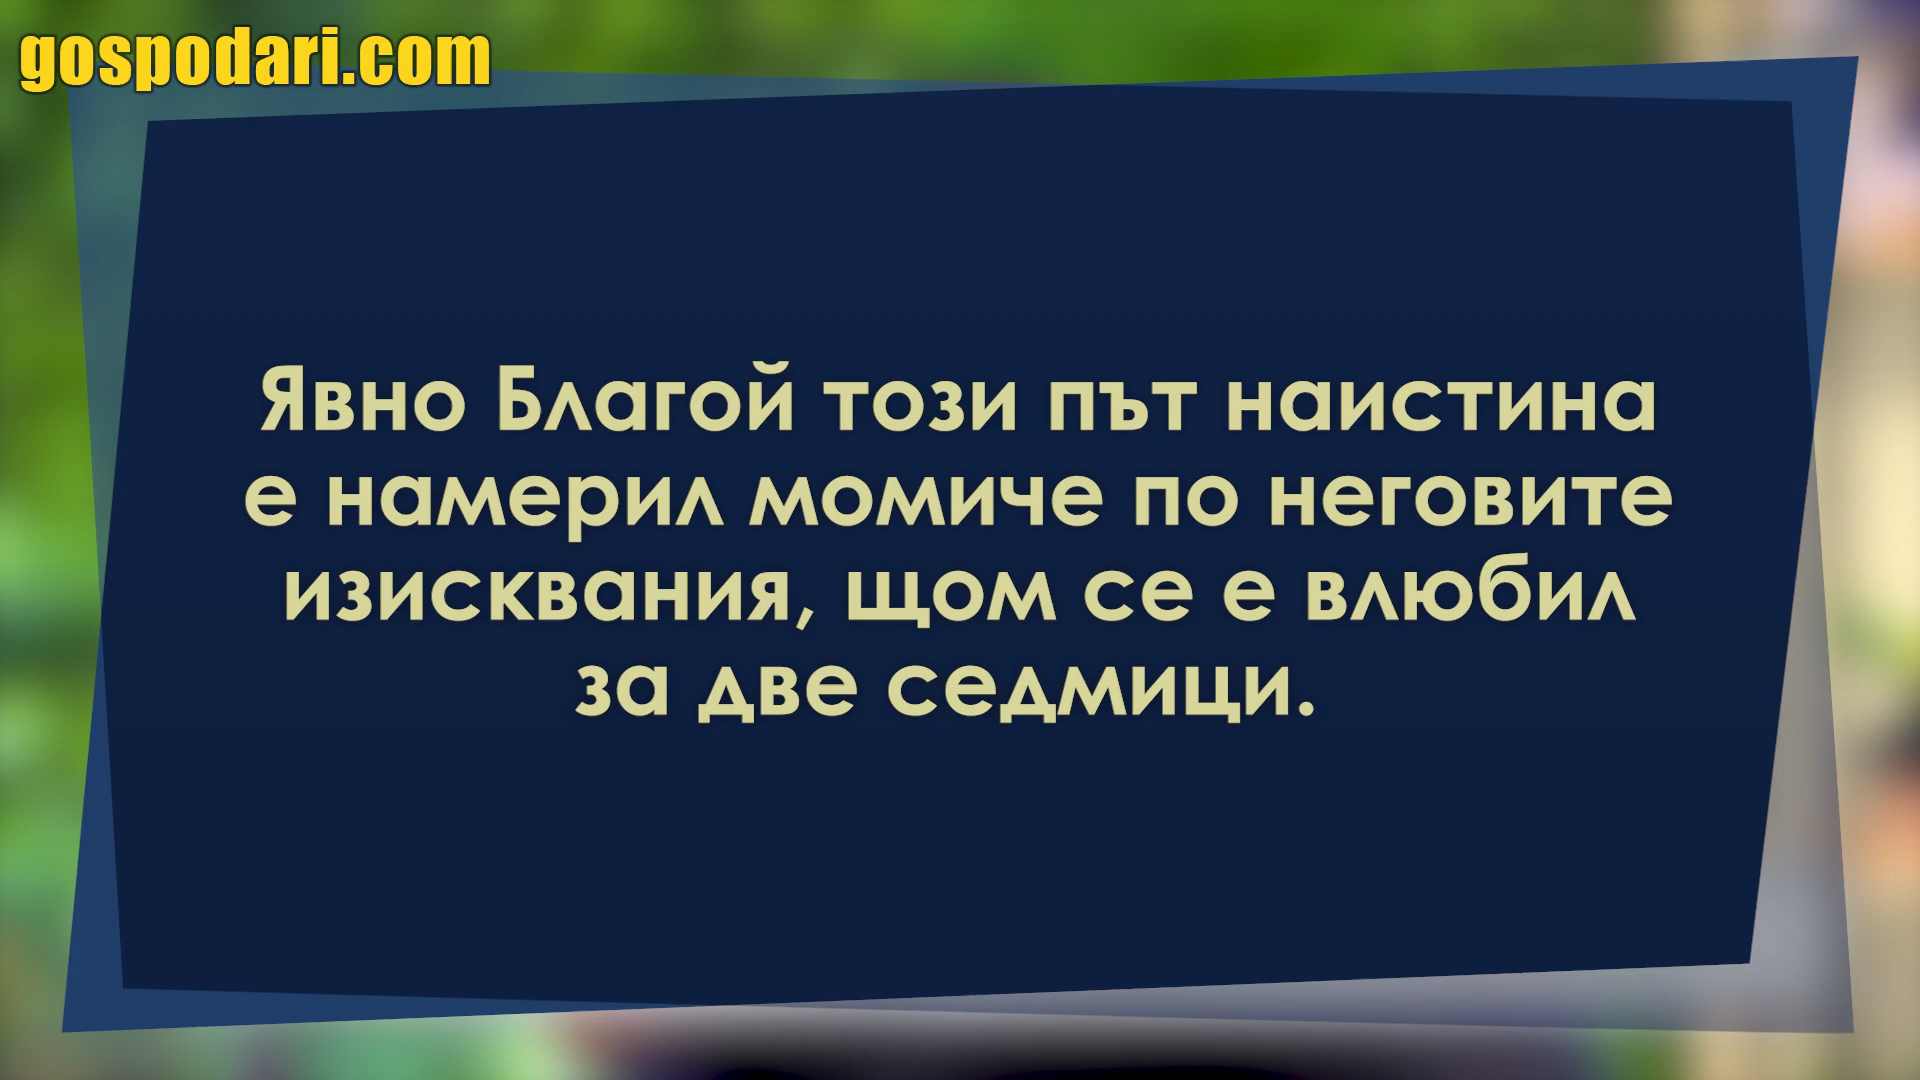 gospodari.com
Явно Благой този път наистина
е намерил момиче по неговите
изисквания, щом се е влюбил
за две седмици.